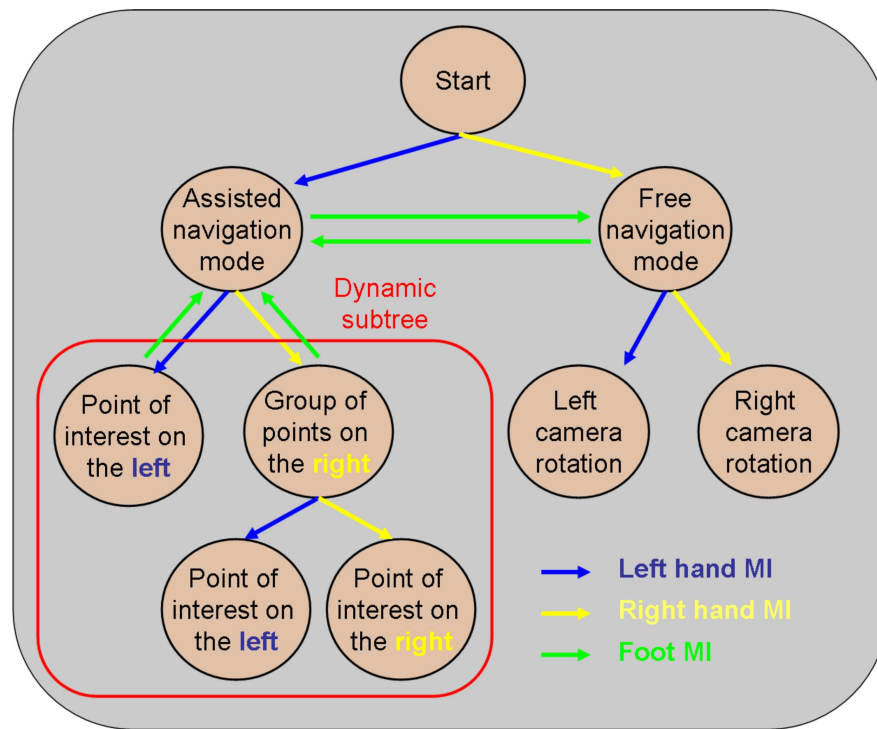 Start
Assisted
navigation
mode
Free
navigation
mode
Dynamic
subtree
Point of
interest on
the left
Group of
points on
the right
Left
camera
rotation
Right
camera
rotation
Point of
interest on
the left
Point of
interest on
the right
Left hand MI
Right hand MI
Foot MI